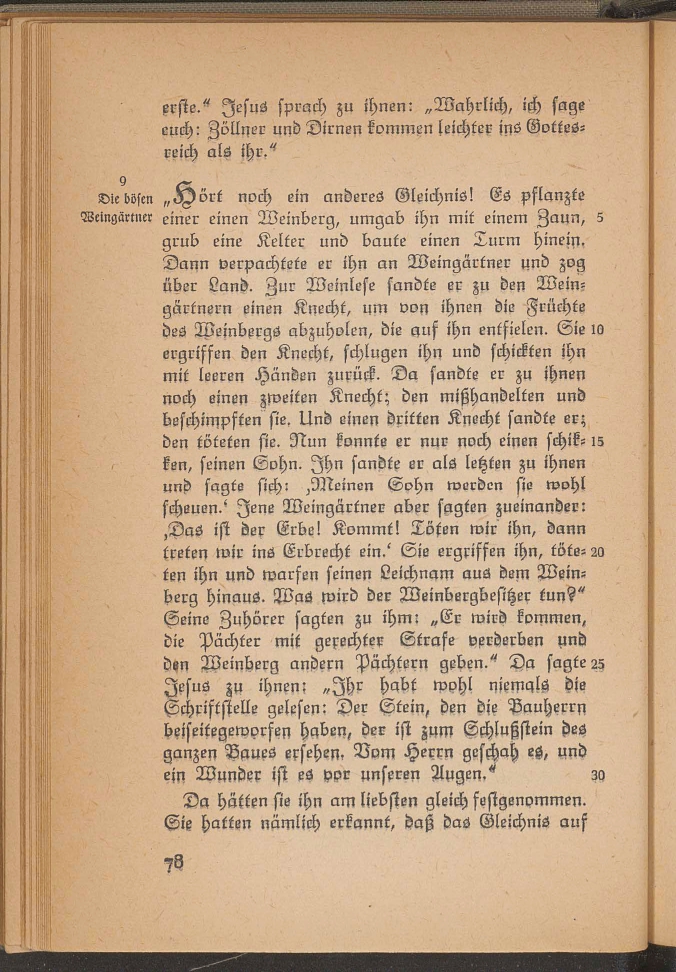 erste.“ Jesus sprach zu ihnen: „Wahrlich, ich sage
euch: Zöllner und Dirnen kommen leichter ins Gottes-
reich als ihr.“
9
Die bösen
Weingärtner
„Hört noch ein anderes Gleichnis! Es pflanzte
einer einen Weinberg, umgab ihn mit einem Zaun, 5
grub eine Kelter und baute einen Turm hinein.
Dann verpachtete er ihn an Weingärtner und zog
über Land. Zur Weinlese sandte er zu den Wein-
gärtnern einen Knecht, um von ihnen die Früchte
des Weinbergs abzuholen, die auf ihn entfielen. Sie 10
ergriffen den Knecht, schlugen ihn und schickten ihn
mit leeren Händen zurück. Da sandte er zu ihnen
noch einen zweiten Knecht; den mißhandelten und
beschimpften sie. Und einen dritten Knecht sandte er;
den töteten sie. Nun konnte er nur noch einen schik- 15
ken, seinen Sohn. Ihn sandte er als letzten zu ihnen
und sagte sich: ‚Meinen Sohn werden sie wohl
scheuen.‘ Jene Weingärtner aber sagten zueinander:
‚Das ist der Erbe! Kommt! Töten wir ihn, dann
treten wir ins Erbrecht ein.‘ Sie ergriffen ihn, töte- 20
ten ihn und warfen seinen Leichnam aus dem Wein-
berg hinaus. Was wird der Weinbergbesitzer tun?“
Seine Zuhörer sagten zu ihm: „Er wird kommen,
die Pächter mit gerechter Strafe verderben und
den Weinberg andern Pächtern geben.“ Da sagte 25
Jesus zu ihnen: „Ihr habt wohl niemals die
Schriftstelle gelesen: Der Stein, den die Bauherrn
beiseitegeworfen haben, der ist zum Schlußstein des
ganzen Baues ersehen. Vom Herrn geschah es, und
ein Wunder ist es vor unseren Augen.“ 30
Da hätten sie ihn am liebsten gleich festgenommen.
Sie hatten nämlich erkannt, daß das Gleichnis auf
78